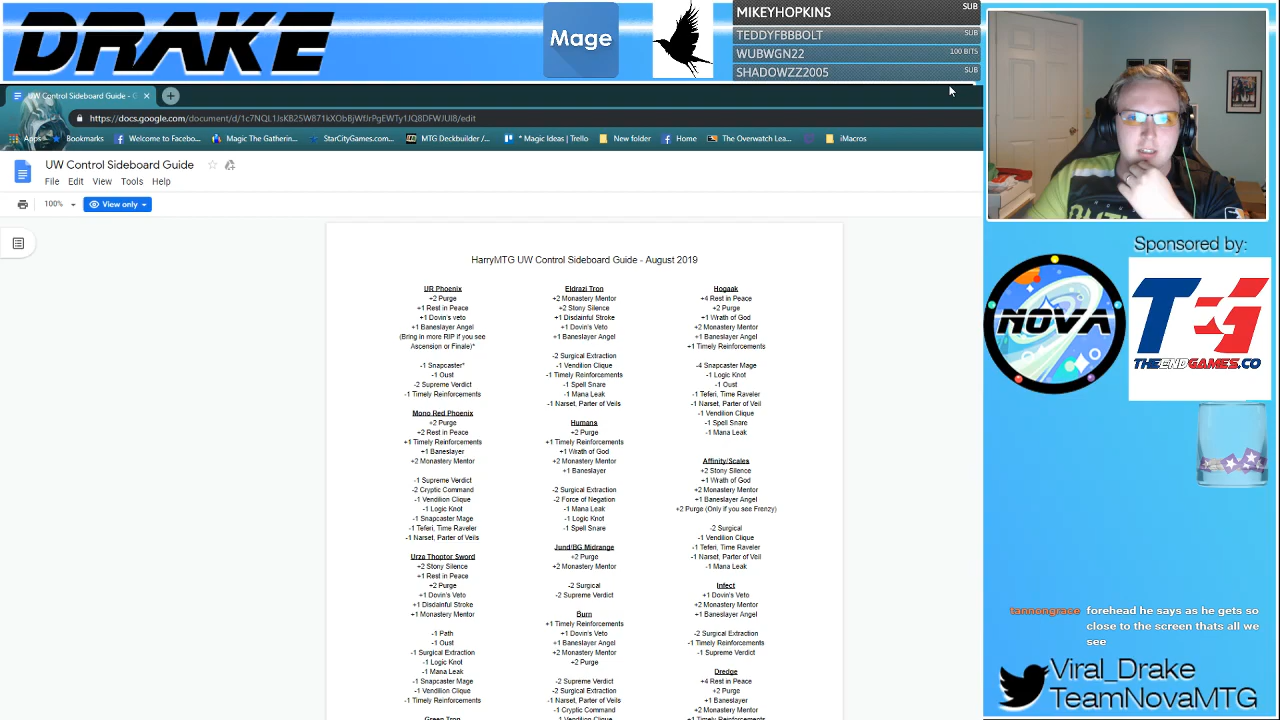 DRAKE
Mage
MIKEYHOPKINS SUB
TEDDYFBBBOLT SUB
WUBWGN22 100 BITS
SHADOWZZ2005 SUB
UW Control Sideboard Guide - G
https://docs.google.com/document/d/
/edit
Apps Bookmarks Welcome to Facebo... Magic The Gatherin... StarCityGames.com... MTG Deckbuilder /... * Magic Ideas | Trello New folder Home The Overwatch Lea... iMacros
UW Control Sideboard Guide
File Edit View Tools Help
100% View only
HarryMTG UW Control Sideboard Guide - August 2019
UR Phoenix
+2 Purge
+1 Rest in Peace
+1 Dovin's veto
+1 Baneslayer Angel
(Bring in more RIP if you see
Ascension or Finale)*
-1 Snapcaster*
-1 Oust
-2 Supreme Verdict
-1 Timely Reinforcements
Mono Red Phoenix
+2 Purge
+2 Rest in Peace
+1 Timely Reinforcements
+1 Baneslayer
+2 Monastery Mentor
-1 Supreme Verdict
-2 Cryptic Command
-1 Vendilion Clique
-1 Logic Knot
-1 Snapcaster Mage
-1 Teferi, Time Raveler
-1 Narset, Parter of Veils
Urza Thoptor Sword
+2 Stony Silence
+1 Rest in Peace
+2 Purge
+1 Dovin's Veto
+1 Disdainful Stroke
+1 Monastery Mentor
-1 Path
-1 Oust
-1 Surgical Extraction
-1 Logic Knot
-1 Mana Leak
-1 Snapcaster Mage
-1 Vendilion Clique
-1 Timely Reinforcements
Green Tron
Eldrazi Tron
+2 Monastery Mentor
+2 Stony Silence
+1 Disdainful Stroke
+1 Dovin's Veto
+1 Baneslayer Angel
-2 Surgical Extraction
-1 Vendilion Clique
-1 Timely Reinforcements
-1 Spell Snare
-1 Mana Leak
-1 Narset, Parter of Veils
Humans
+2 Purge
+1 Timely Reinforcements
+1 Wrath of God
+2 Monastery Mentor
+1 Baneslayer
-2 Surgical Extraction
-2 Force of Negation
-1 Mana Leak
-1 Logic Knot
-1 Spell Snare
Jund/BG Midrange
+2 Purge
+2 Monastery Mentor
-2 Surgical
-2 Supreme Verdict
Burn
+1 Timely Reinforcements
+1 Dovin's Veto
+1 Baneslayer Angel
+2 Monastery Mentor
+2 Purge
-2 Supreme Verdict
-2 Surgical Extraction
-1 Narset, Parter of Veils
-1 Cryptic Command
-1 Vendilion Clique
Hogaak
+4 Rest in Peace
+2 Purge
+1 Wrath of God
+2 Monastery Mentor
+1 Baneslayer Angel
+1 Timely Reinforcements
-4 Snapcaster Mage
-1 Logic Knot
-1 Oust
-1 Teferi, Time Raveler
-1 Narset, Parter of Veil
-1 Vendilion Clique
-1 Spell Snare
-1 Mana Leak
Affinity/Scales
+2 Stony Silence
+1 Wrath of God
+2 Monastery Mentor
+1 Baneslayer Angel
+2 Purge (Only if you see Frenzy)
-2 Surgical
-1 Vendilion Clique
-1 Teferi, Time Raveler
-1 Narset, Parter of Veil
-1 Mana Leak
Infect
+1 Dovin's Veto
+2 Monastery Mentor
+1 Baneslayer Angel
-2 Surgical Extraction
-1 Timely Reinforcements
-1 Supreme Verdict
Dredge
+4 Rest in Peace
+2 Purge
+1 Baneslayer
+2 Monastery Mentor
+1 Timely Reinforcements
Sponsored by:
NOVA
TEG
THEENDGAMES.CO
tannongrace forehead he says as he gets so
close to the screen thats all we
see
Viral_Drake
TeamNovaMTG